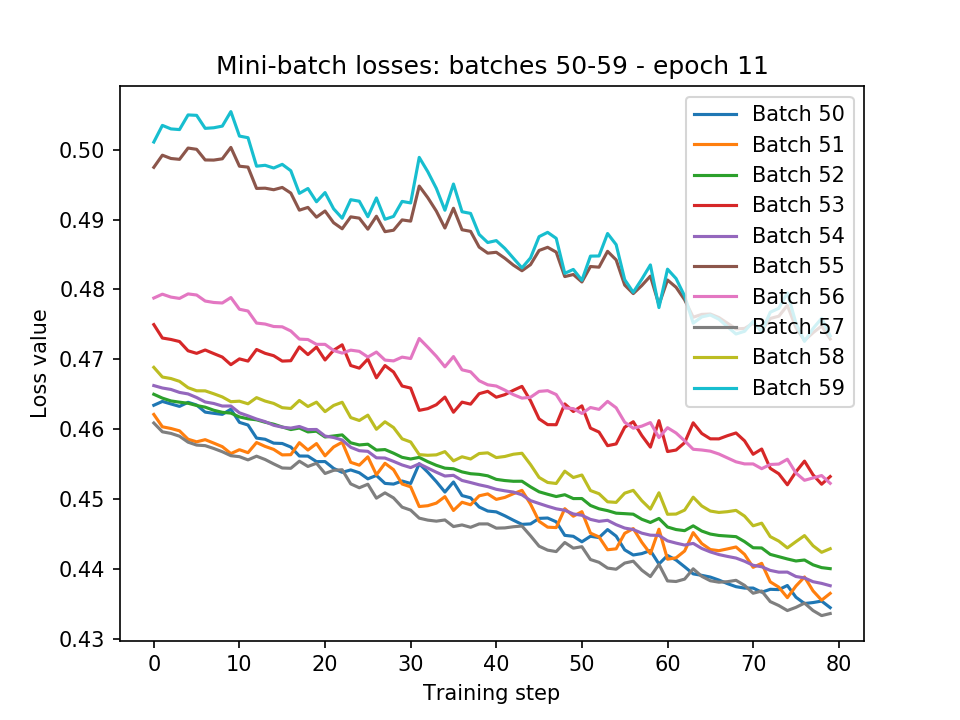 Mini-batch losses: batches 50-59 - epoch 11
Loss value
0.50
0.49
0.48
0.47
0.46
0.45
0.44
0.43
0 10 20 30 40 50 60 70 80
Training step
Batch 50
Batch 51
Batch 52
Batch 53
Batch 54
Batch 55
Batch 56
Batch 57
Batch 58
Batch 59